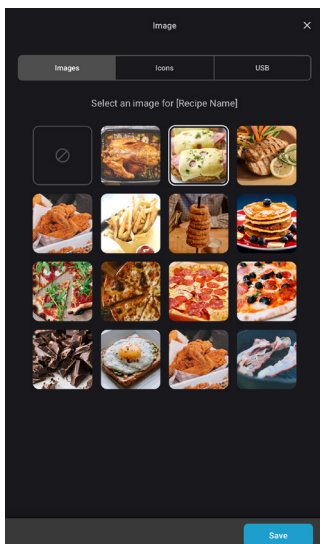 Image
Images
Icons
USB
Select an image for [Recipe Name]
Save